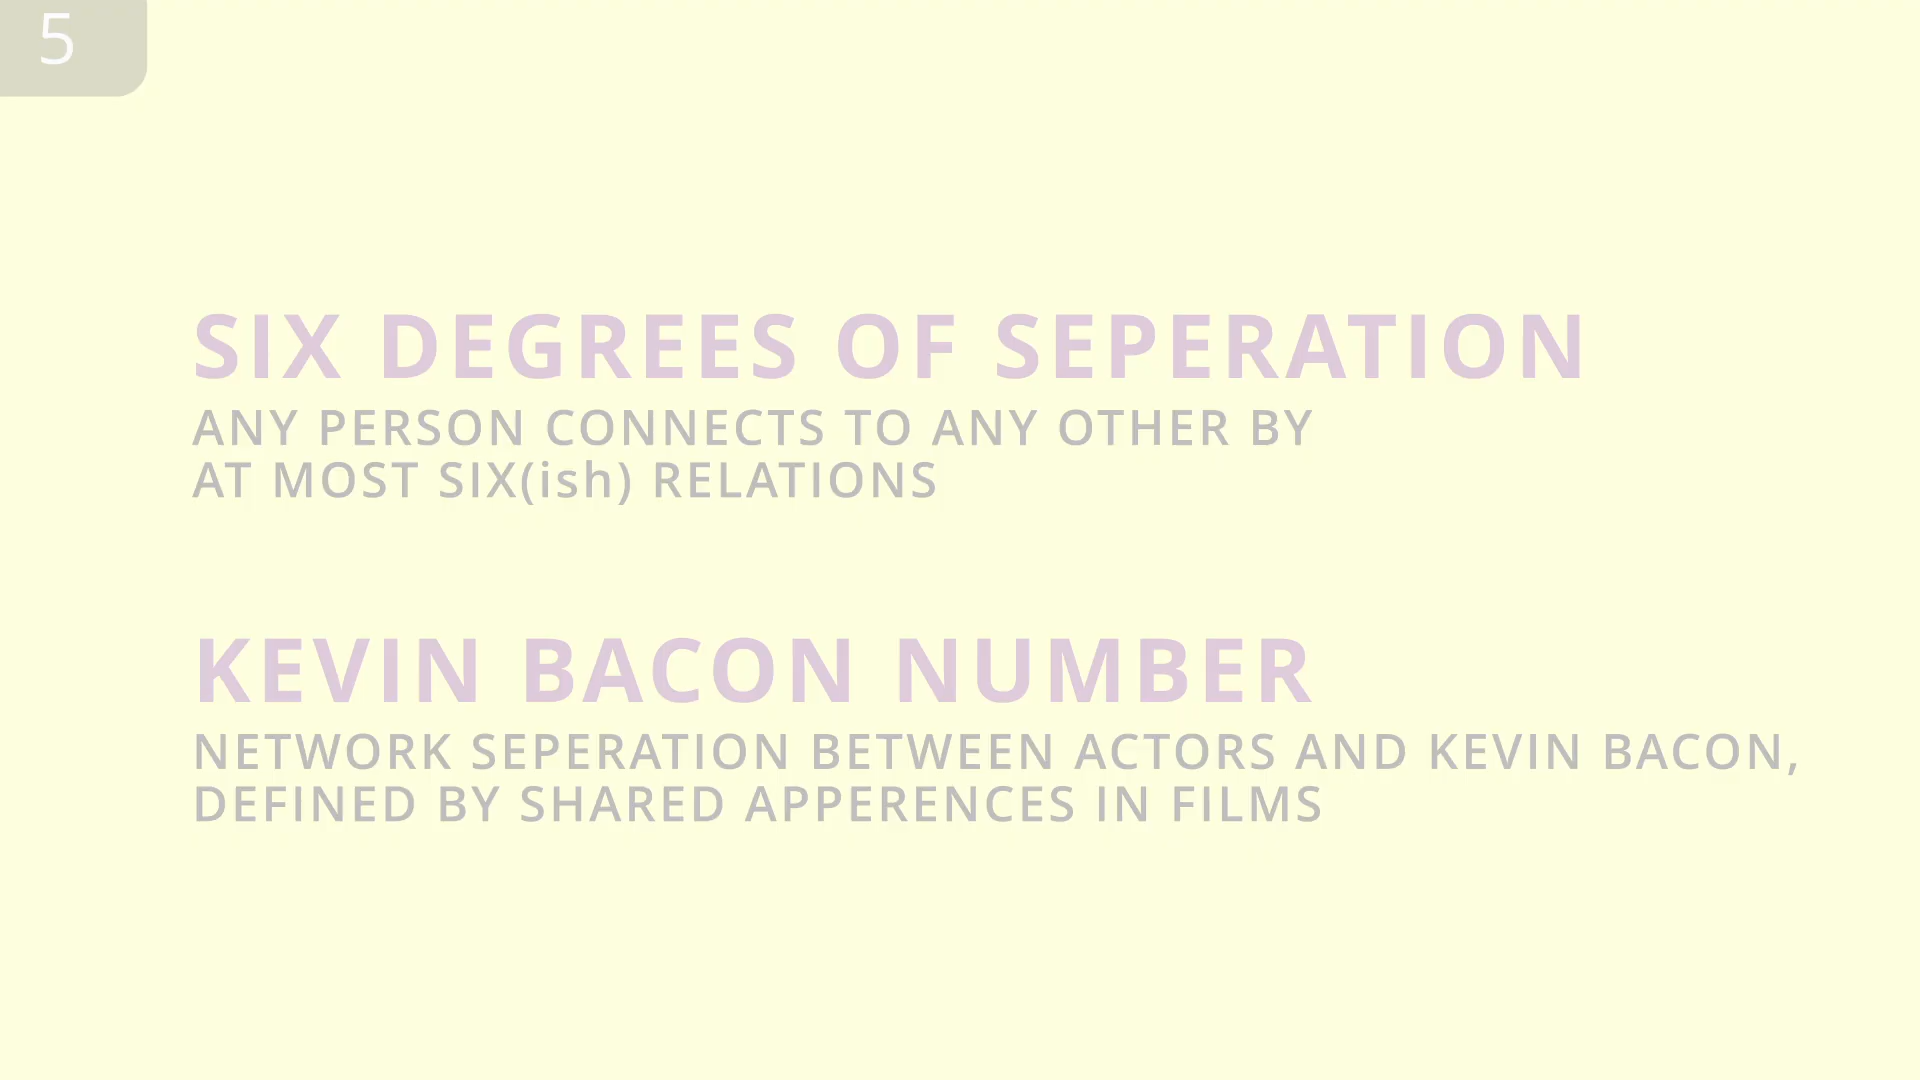 5
SIX DEGREES OF SEPERATION
ANY PERSON CONNECTS TO ANY OTHER BY
AT MOST SIX(ish) RELATIONS
KEVIN BACON NUMBER
NETWORK SEPERATION BETWEEN ACTORS AND KEVIN BACON,
DEFINED BY SHARED APPERENCES IN FILMS